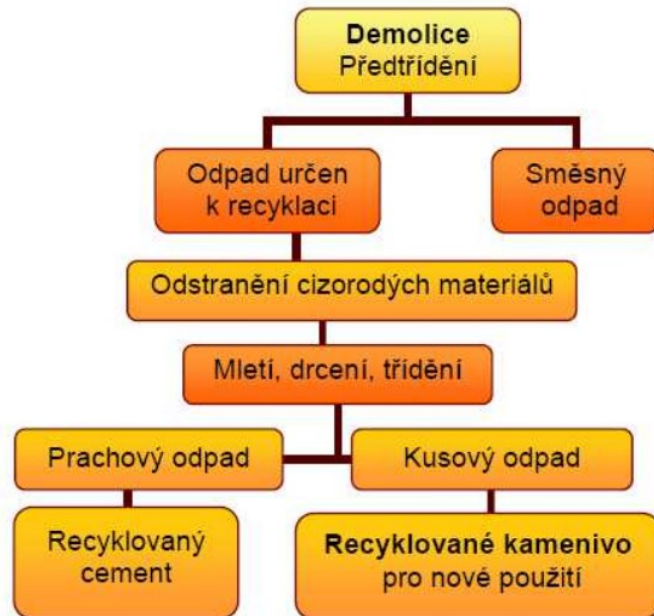 Demolice
Předtřídění
Odpad určen
k recyklaci
Směsný
odpad
Odstranění cizorodých materiálů
Mletí, drcení, třídění
Prachový odpad
Kusový odpad
Recyklovaný
cement
Recyklované kamenivo
pro nové použití